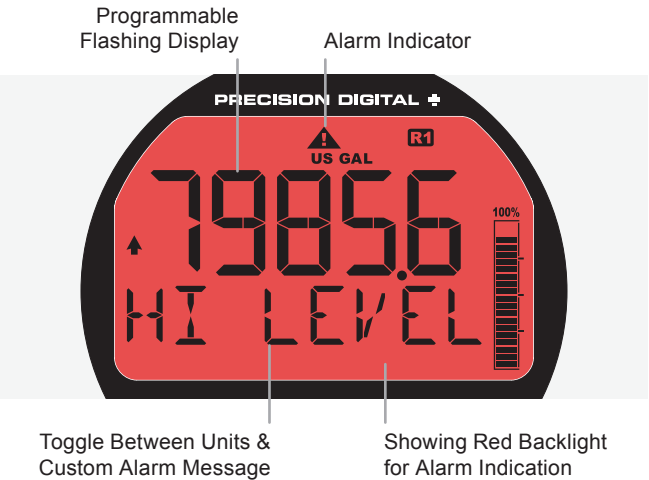 Programmable
Flashing Display
Alarm Indicator
PRECISION DIGITAL
R1
US GAL
7985.6
100%
HI LEVEL
Toggle Between Units &
Custom Alarm Message
Showing Red Backlight
for Alarm Indication